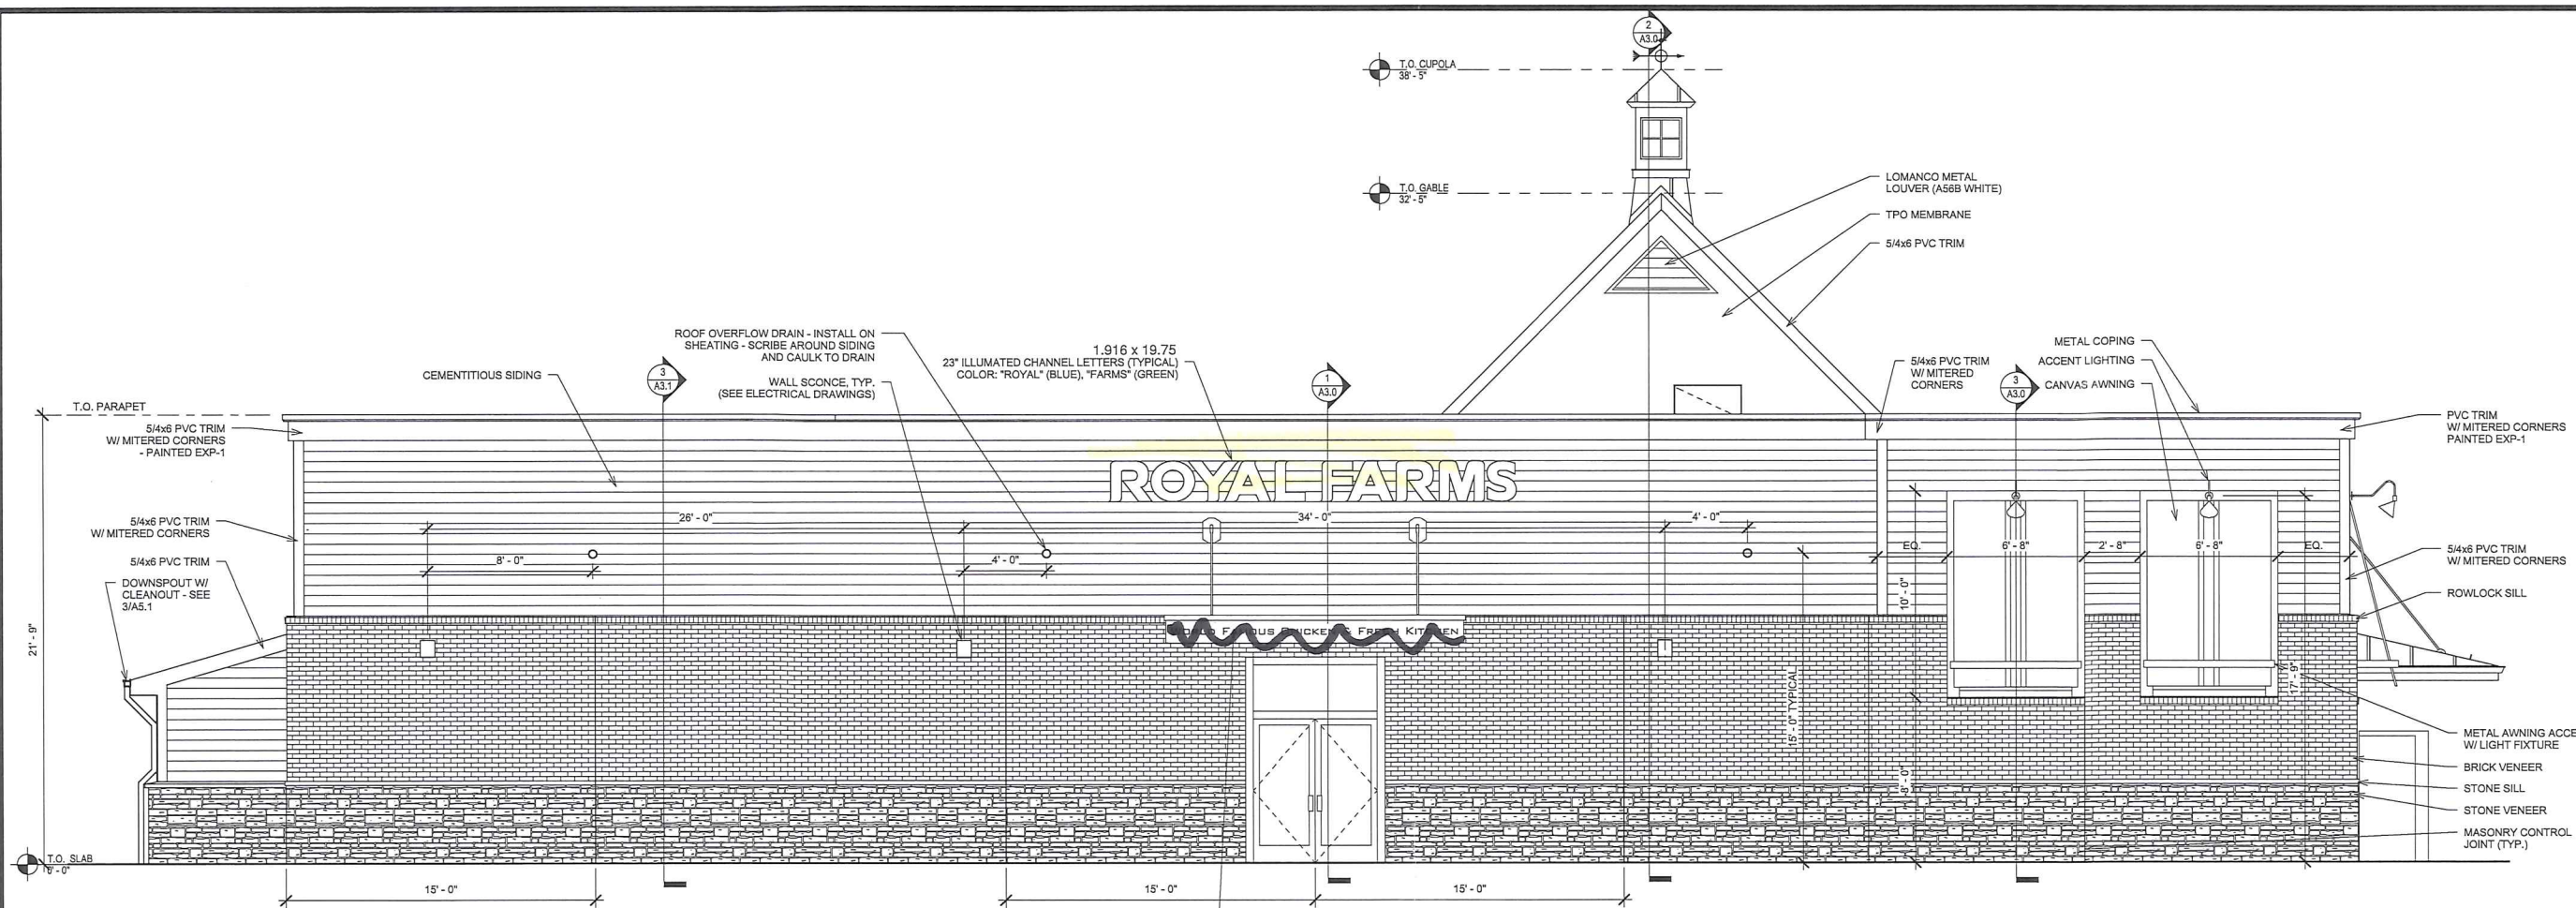 2
A3.0
T.O. CUPOLA
38' - 5"
T.O. GABLE
32' - 5"
LOMANCO METAL
LOUVER (A56B WHITE)
TPO MEMBRANE
5/4x6 PVC TRIM
ROOF OVERFLOW DRAIN - INSTALL ON
SHEATING - SCRIBE AROUND SIDING
AND CAULK TO DRAIN
1.916 x 19.75
23" ILLUMATED CHANNEL LETTERS (TYPICAL)
COLOR: "ROYAL" (BLUE), "FARMS" (GREEN)
WALL SCONCE, TYP.
(SEE ELECTRICAL DRAWINGS)
CEMENTITIOUS SIDING
3
A3.1
1
A3.0
5/4x6 PVC TRIM
W/ MITERED
CORNERS
METAL COPING
ACCENT LIGHTING
CANVAS AWNING
3
A3.0
T.O. PARAPET
5/4x6 PVC TRIM
W/ MITERED CORNERS
- PAINTED EXP-1
PVC TRIM
W/ MITERED CORNERS
PAINTED EXP-1
ROYAL FARMS
5/4x6 PVC TRIM
W/ MITERED CORNERS
26' - 0"
34' - 0"
4' - 0"
8' - 0"
4' - 0"
EQ.
6' - 8"
2' - 8"
6' - 8"
EQ.
5/4x6 PVC TRIM
W/ MITERED CORNERS
5/4x6 PVC TRIM
DOWNSPOUT W/
CLEANOUT - SEE
3/A5.1
10' - 0"
ROWLOCK SILL
21' - 9"
WORLD FAMOUS CHICKEN & FRESH KITCHEN
15' - 0" TYPICAL
17' - 9"
8' - 0"
METAL AWNING ACCE
W/ LIGHT FIXTURE
BRICK VENEER
STONE SILL
STONE VENEER
MASONRY CONTROL
JOINT (TYP.)
T.O. SLAB
0' - 0"
15' - 0"
15' - 0"
15' - 0"